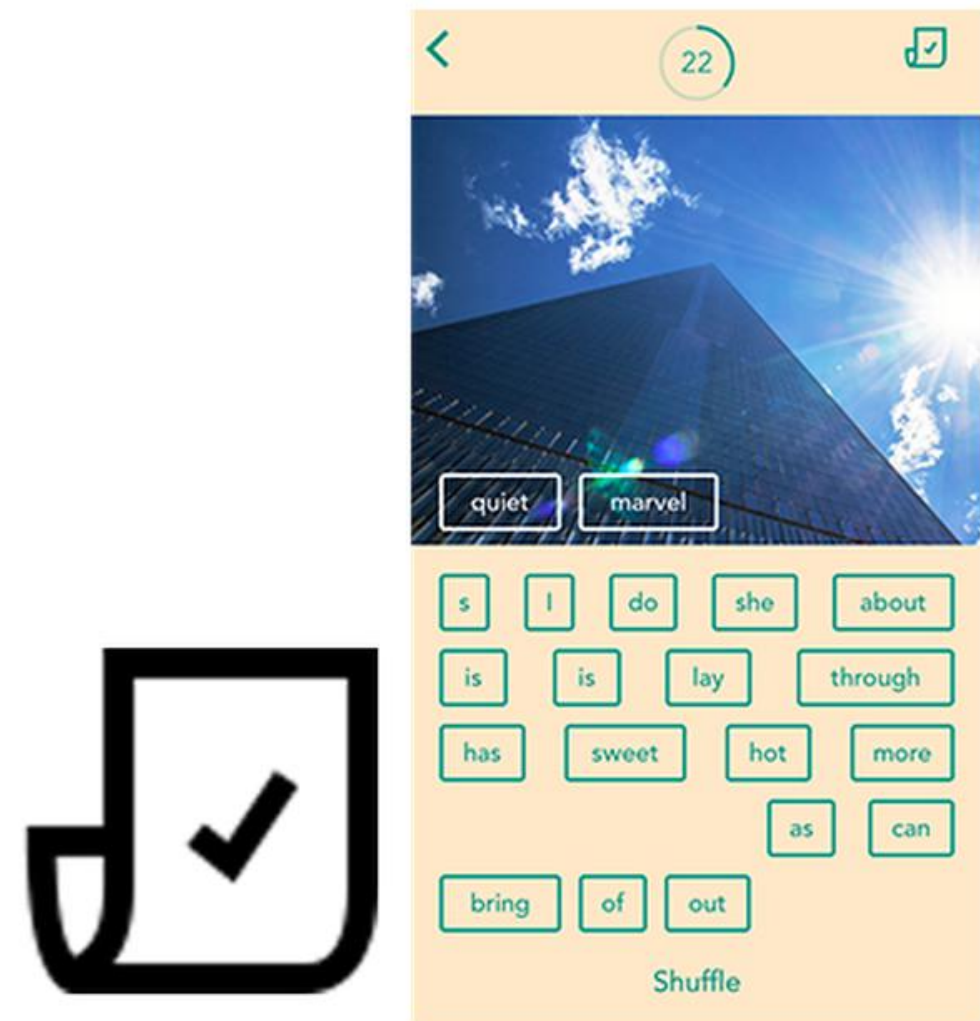 22
quiet marvel
s I do she about
is is lay through
has sweet hot more
as can
bring of out
Shuffle